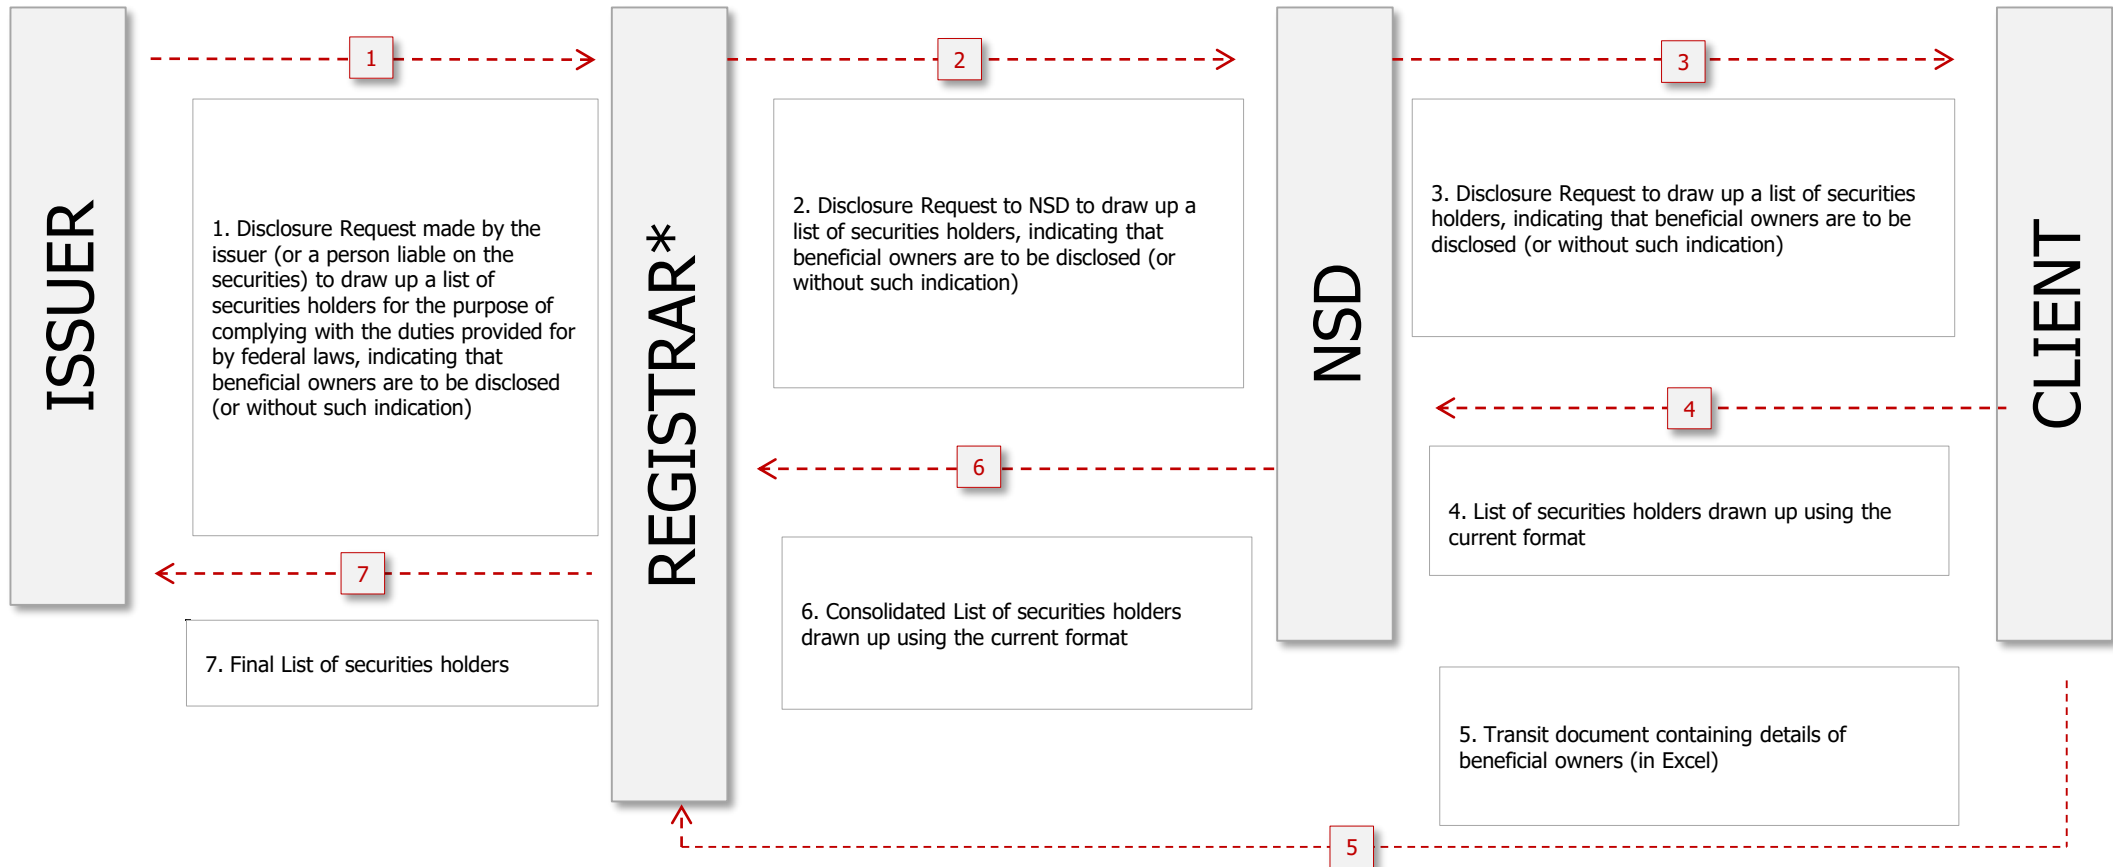 ISSUER
1
1. Disclosure Request made by the
issuer (or a person liable on the
securities) to draw up a list of
securities holders for the purpose of
complying with the duties provided for
by federal laws, indicating that
beneficial owners are to be disclosed
(or without such indication)
7
7. Final List of securities holders
REGISTRAR*
2
2. Disclosure Request to NSD to draw up a
list of securities holders, indicating that
beneficial owners are to be disclosed (or
without such indication)
6
6. Consolidated List of securities holders
drawn up using the current format
NSD
3
3. Disclosure Request to draw up a list of securities
holders, indicating that beneficial owners are to be
disclosed (or without such indication)
4
4. List of securities holders drawn up using the
current format
5. Transit document containing details of
beneficial owners (in Excel)
5
CLIENT